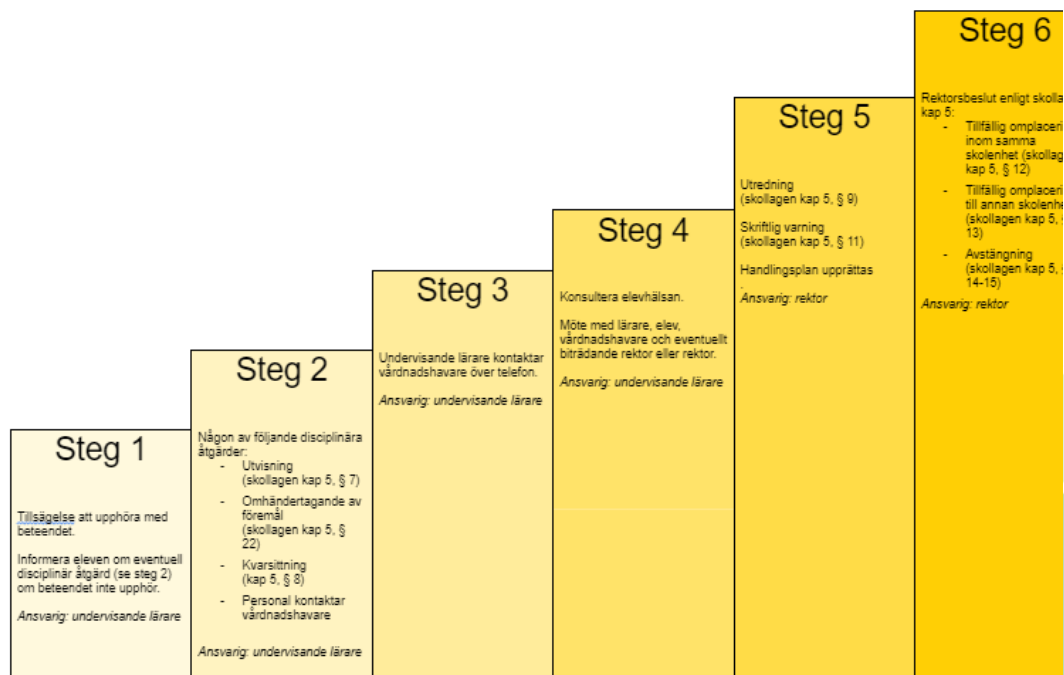 Steg 1
Tillsägelse att upphöra med
beteendet.
Informera eleven om eventuell
disciplinär åtgärd (se steg 2)
om beteendet inte upphör.
Ansvarig: undervisande lärare
Steg 2
Någon av följande disciplinära
åtgärder:
- Utvisning
(skollagen kap 5, § 7)
- Omhändertagande av
föremål
(skollagen kap 5, §
22)
- Kvarsittning
(kap 5, § 8)
- Personal kontaktar
vårdnadshavare
Ansvarig: undervisande lärare
Steg 3
Undervisande lärare kontaktar
vårdnadshavare över telefon.
Ansvarig: undervisande lärare
Steg 4
Konsultera elevhälsan.
Möte med lärare, elev,
vårdnadshavare och eventuellt
biträdande rektor eller rektor.
Ansvarig: undervisande lärare
Steg 5
Utredning
(skollagen kap 5, § 9)
Skriftlig varning
(skollagen kap 5, § 11)
Handlingsplan upprättas
.
Ansvarig: rektor
Steg 6
Rektorsbeslut enligt
kap 5:
- Tillfällig
inom samma
skolenhet
kap 5, § 12)
- Tillfällig
till annan
(skollagen kap 5,
13)
- Avstängning
(skollagen kap 5,
14-15)
Ansvarig: rektor